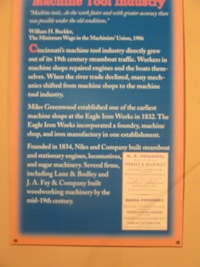 Machine Tool Industry
"Machine tools...do the work faster and with greater accuracy than
was possible under the old conditions."
William H. Buckler,
The Minimum Wage in the Machinists' Union, 1906
Cincinnati's machine tool industry directly grew
out of its 19th century steamboat traffic. Workers in
machine shops repaired engines and the boats them-
selves. When the river trade declined, many mech-
anics shifted from machine shops to the machine
tool industry.
Miles Greenwood established one of the earliest
machine shops at the Eagle Iron Works in 1832. The
Eagle Iron Works incorporated a foundry, machine
shop, and iron manufactory in one establishment.
Founded in 1834, Niles and Company built steamboat
and stationary engines, locomotives,
and sugar machinery. Several firms,
including Lane & Bodley and
J. A. Fay & Company built
woodworking machinery by the
mid-19th century.